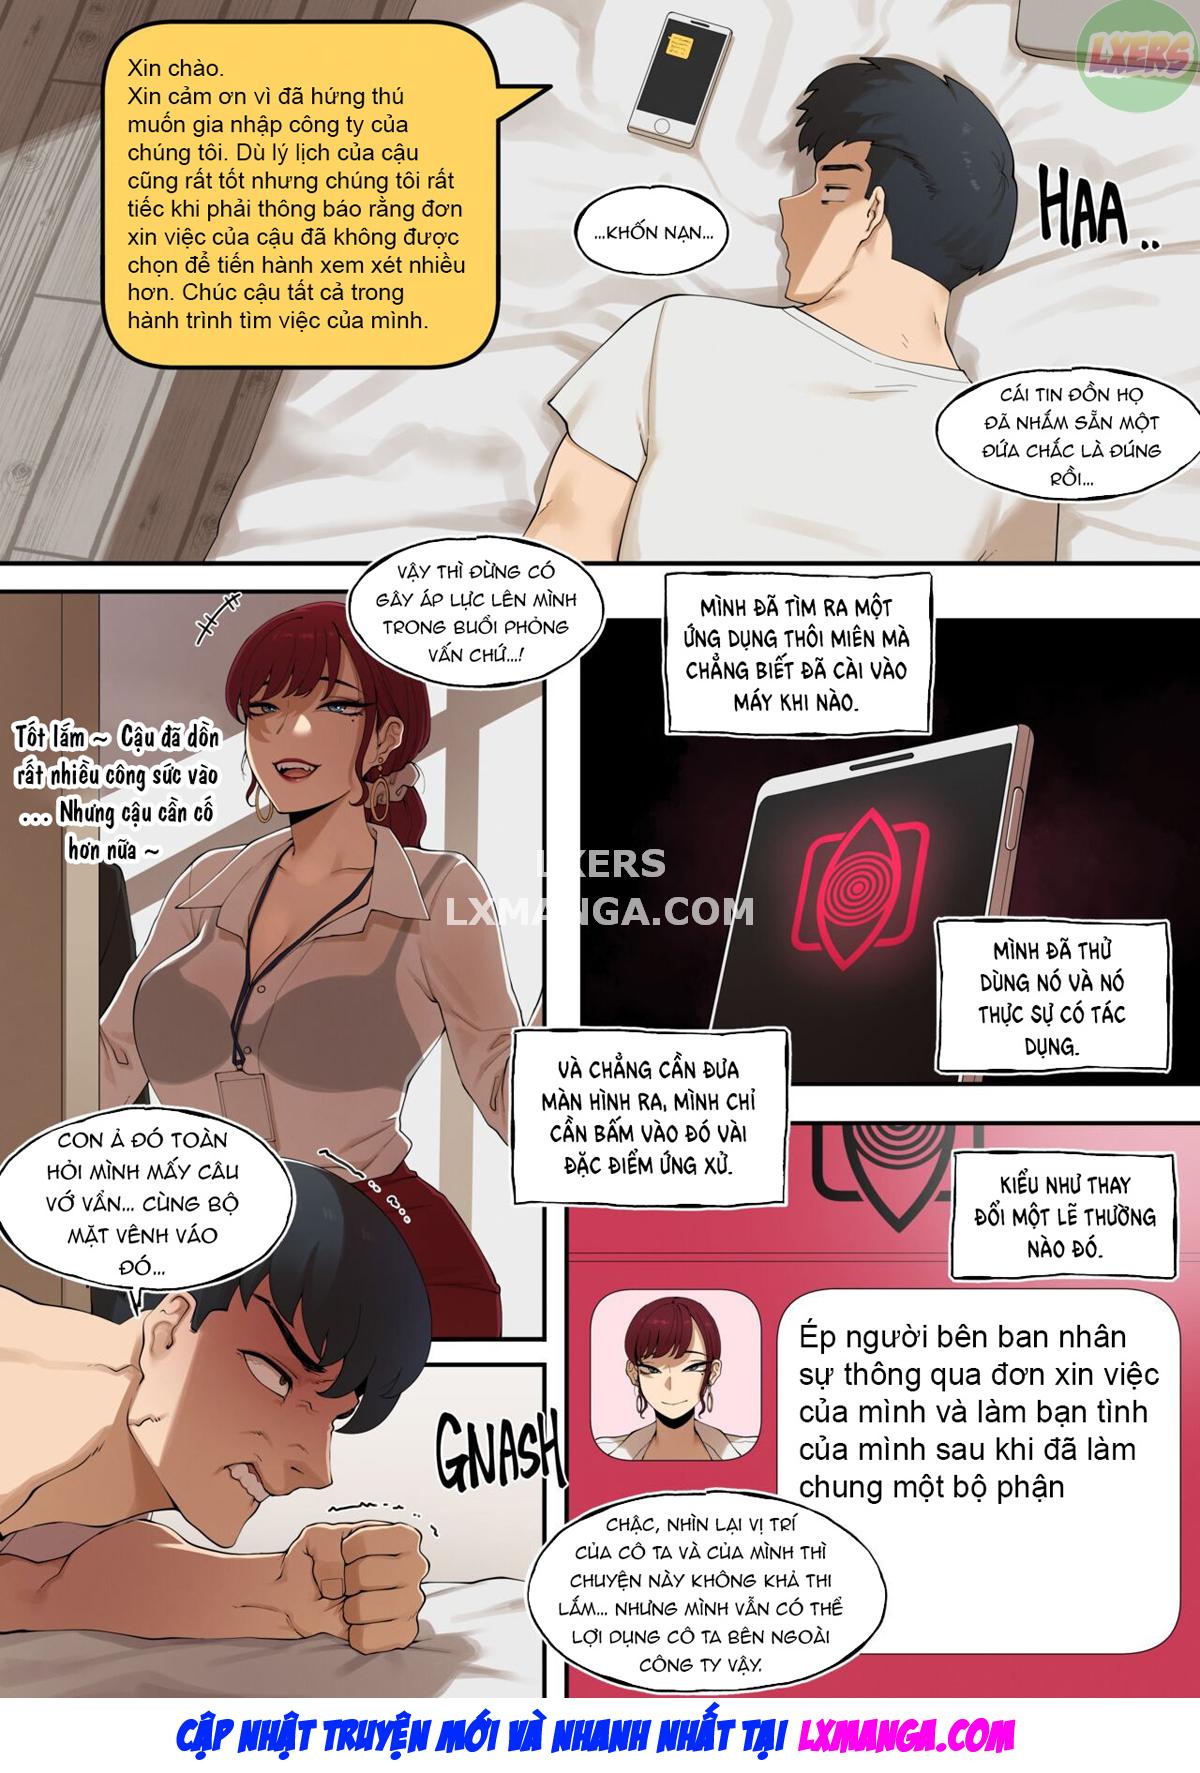 LXERS
Xin chào.
Xin cảm ơn vì đã hứng thú
muốn gia nhập công ty của
chúng tôi. Dù lý lịch của cậu
cũng rất tốt nhưng chúng tôi rất
tiếc khi phải thông báo rằng đơn
xin việc của cậu đã không được
chọn để tiến hành xem xét nhiều
hơn. Chúc cậu tất cả trong
hành trình tìm việc của mình.
...KHỐN NẠN...
HAA..
CÁI TIN ĐỒN HỌ
ĐÃ NHẮM SẴN MỘT
ĐỨA CHẮC LÀ ĐÚNG
RỒI...
VẬY THÌ ĐỪNG CÓ
GÂY ÁP LỰC LÊN MÌNH
TRONG BUỔI PHỎNG
VẤN CHỨ...!
Tốt lắm ~ Cậu đã dồn
rất nhiều công sức vào
... Nhưng cậu cần cố
hơn nữa ~
MÌNH ĐÃ TÌM RA MỘT
ỨNG DỤNG THÔI MIÊN MÀ
CHẲNG BIẾT ĐÃ CÀI VÀO
MÁY KHI NÀO.
LXERS
LXMANGA.COM
MÌNH ĐÃ THỬ
DÙNG NÓ VÀ NÓ
THỰC SỰ CÓ TÁC
DỤNG.
VÀ CHẲNG CẦN ĐƯA
MÀN HÌNH RA, MÌNH CHỈ
CẦN BẤM VÀO ĐÓ VÀI
ĐẶC ĐIỂM ỨNG XỬ.
CON Ả ĐÓ TOÀN
HỎI MÌNH MẤY CÂU
VỚ VẨN... CÙNG BỘ
MẶT VÊNH VÁO
ĐÓ...
KIỂU NHƯ THAY
ĐỔI MỘT LẼ THƯỜNG
NÀO ĐÓ.
GNASH
Ép người bên ban nhân
sự thông qua đơn xin việc
của mình và làm bạn tình
của mình sau khi đã làm
chung một bộ phận
CHẬC, NHÌN LẠI VỊ TRÍ
CỦA CÔ TA VÀ CỦA MÌNH THÌ
CHUYỆN NÀY KHÔNG KHẢ THI
LẮM... NHƯNG MÌNH VẪN CÓ THỂ
LỢI DỤNG CÔ TA BÊN NGOÀI
CÔNG TY VẬY.
CẬP NHẬT TRUYỆN MỚI VÀ NHANH NHẤT TẠI LXMANGA.COM